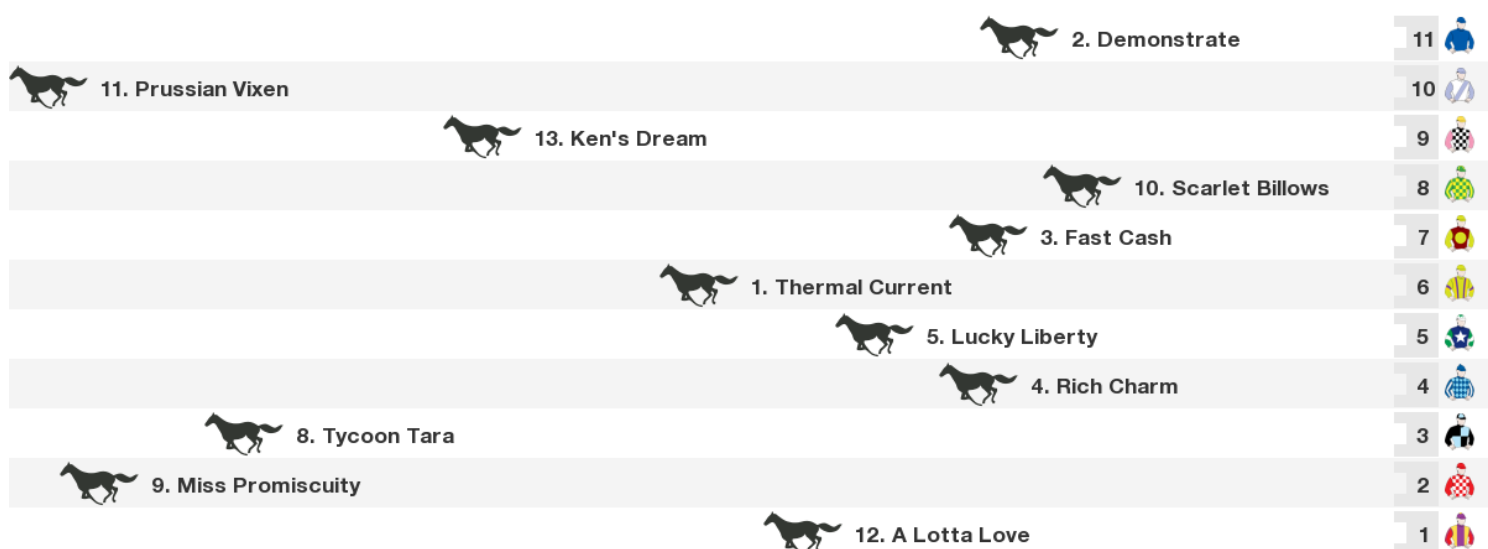 2. Demonstrate 11
11. Prussian Vixen 10
13. Ken's Dream 9
10. Scarlet Billows 8
3. Fast Cash 7
1. Thermal Current 6
5. Lucky Liberty 5
4. Rich Charm 4
8. Tycoon Tara 3
9. Miss Promiscuity 2
12. A Lotta Love 1